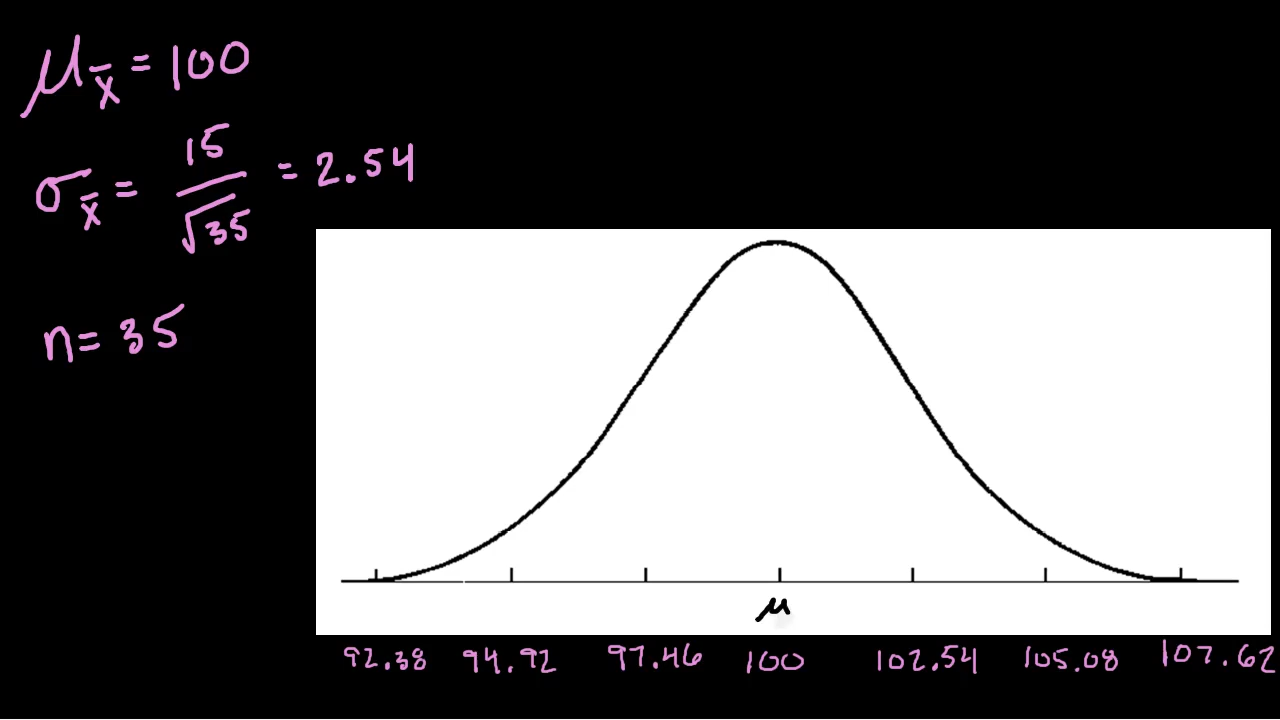 μx̄ = 100
σx̄ = 15/√35 = 2.54
n = 35
μ
92.38 94.92 97.46 100 102.54 105.08 107.62